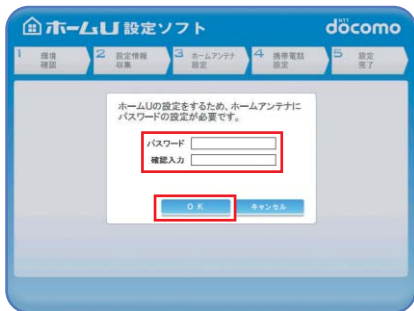 ホームU 設定ソフト
NTT
docomo
1 環境確認
2 設定情報収集
3 ホームアンテナ設定
4 携帯電話設定
5 設定完了
ホームUの設定をするため、ホームアンテナに
パスワードの設定が必要です。
パスワード
確認入力
OK
キャンセル